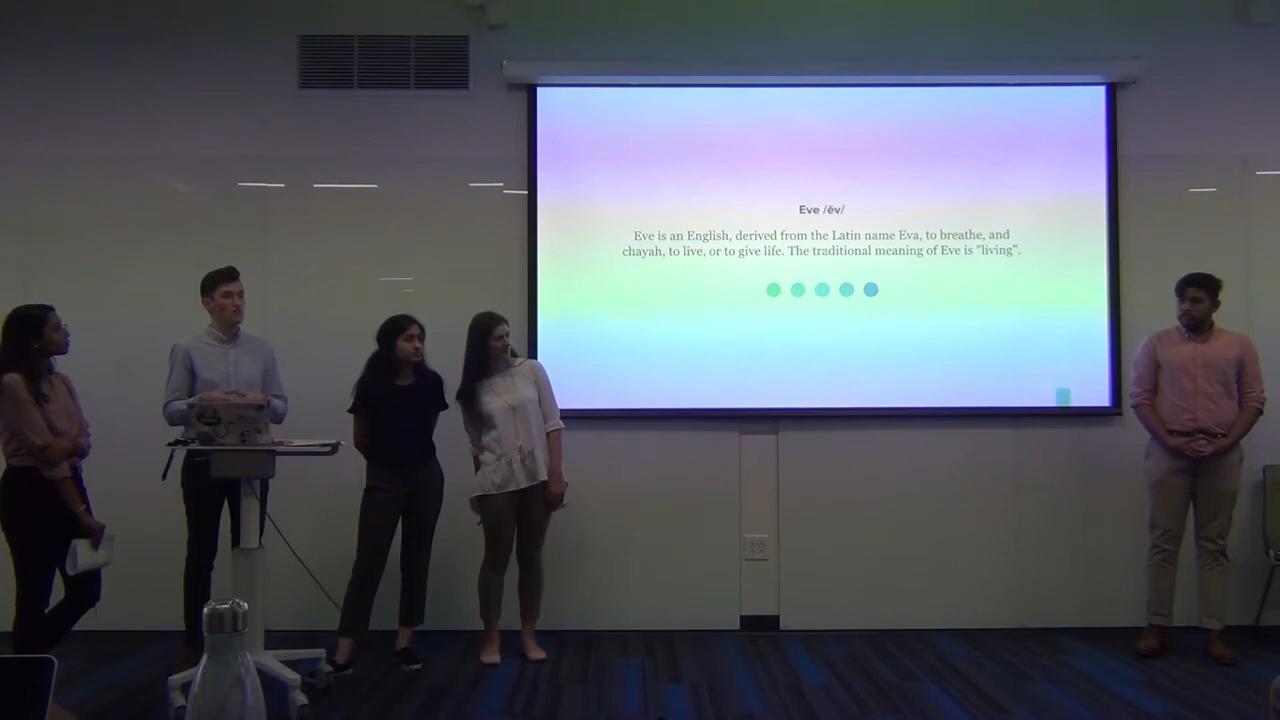 Eve /ēv/
Eve is an English, derived from the Latin name Eva, to breathe, and
chayah, to live, or to give life. The traditional meaning of Eve is "living".